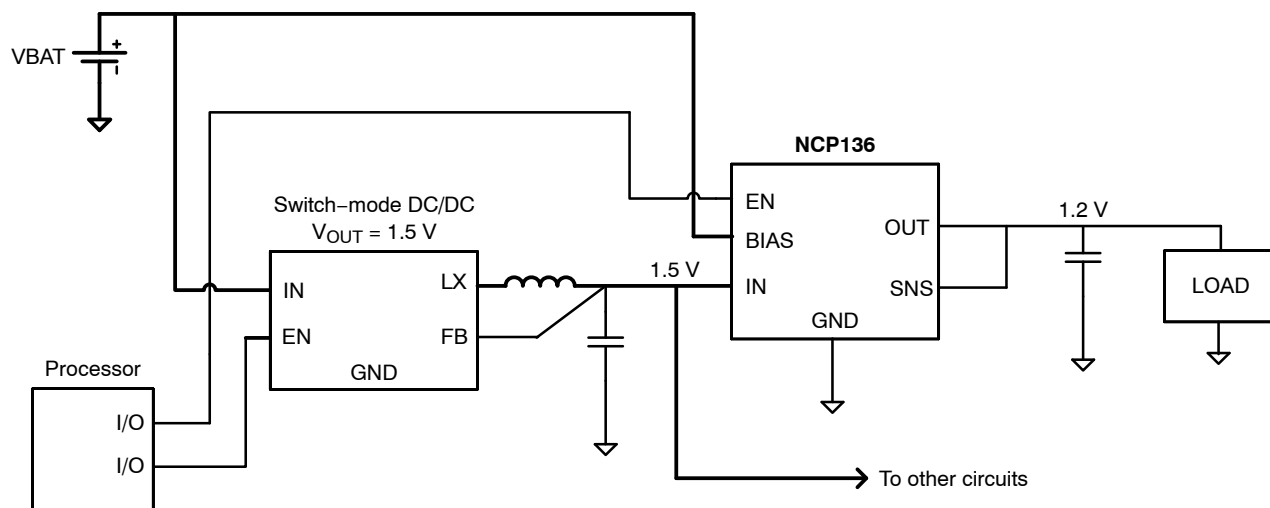 VBAT
+
NCP136
Switch−mode DC/DC
VOUT = 1.5 V
EN
BIAS
IN
OUT
SNS
GND
1.2 V
LOAD
1.5 V
IN
EN
LX
FB
GND
Processor
I/O
I/O
To other circuits